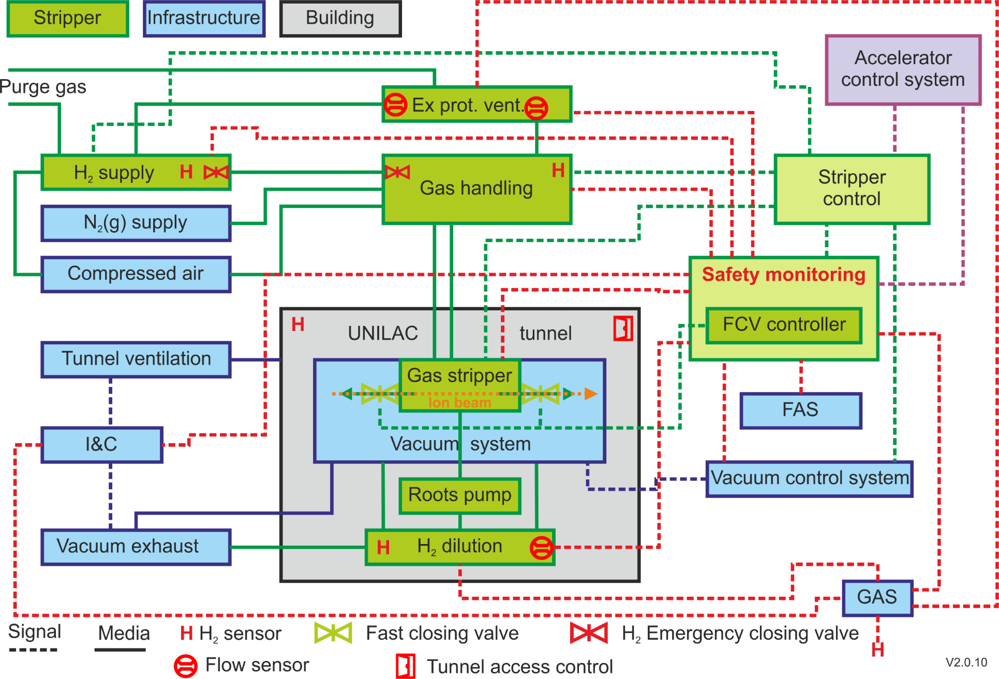 Stripper
Infrastructure
Building
Accelerator
control system
Purge gas
Ex prot. vent.
H2 supply H
Gas handling H
Stripper
control
N2(g) supply
Compressed air
Safety monitoring
FCV controller
H
UNILAC tunnel
Tunnel ventilation
Gas stripper
Ion beam
FAS
I&C
Vacuum system
Vacuum control system
Roots pump
Vacuum exhaust
H H2 dilution
GAS
Signal
Media
H H2 sensor
Fast closing valve
H2 Emergency closing valve
H
Flow sensor
Tunnel access control
V2.0.10